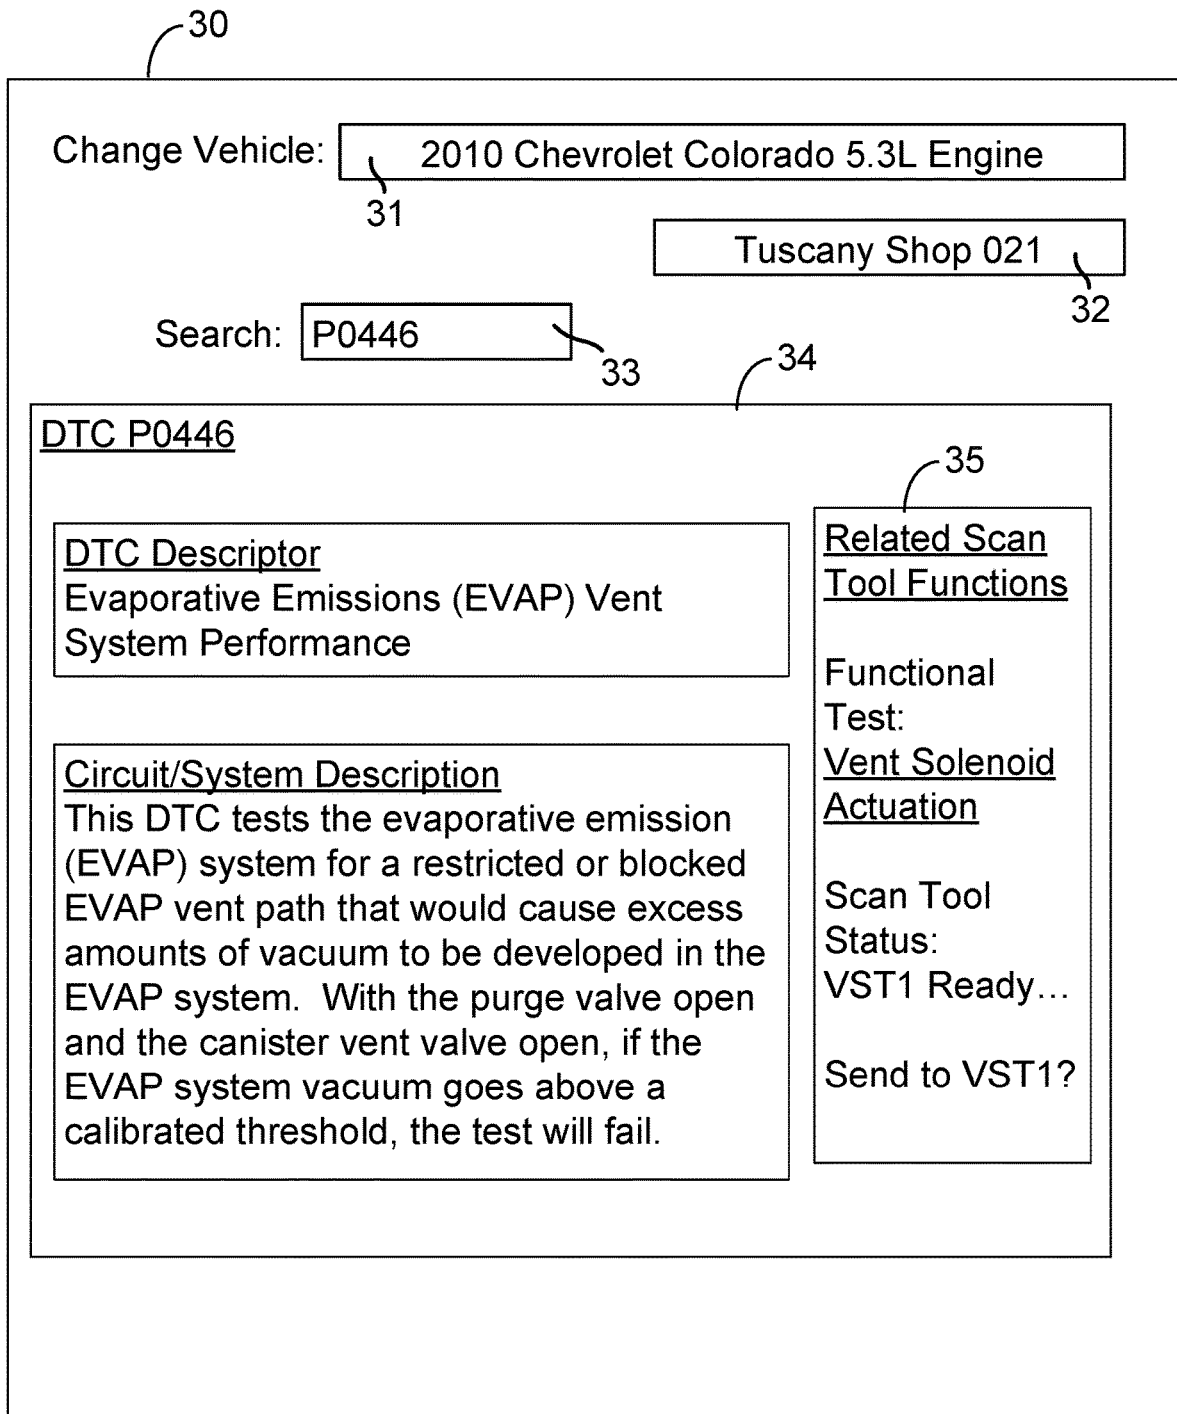 30
Change Vehicle: 2010 Chevrolet Colorado 5.3L Engine
31
Tuscany Shop 021
32
Search: P0446
33
34
DTC P0446
35
DTC Descriptor
Evaporative Emissions (EVAP) Vent
System Performance
Circuit/System Description
This DTC tests the evaporative emission
(EVAP) system for a restricted or blocked
EVAP vent path that would cause excess
amounts of vacuum to be developed in the
EVAP system.  With the purge valve open
and the canister vent valve open, if the
EVAP system vacuum goes above a
calibrated threshold, the test will fail.
Related Scan
Tool Functions
Functional
Test:
Vent Solenoid
Actuation
Scan Tool
Status:
VST1 Ready…
Send to VST1?